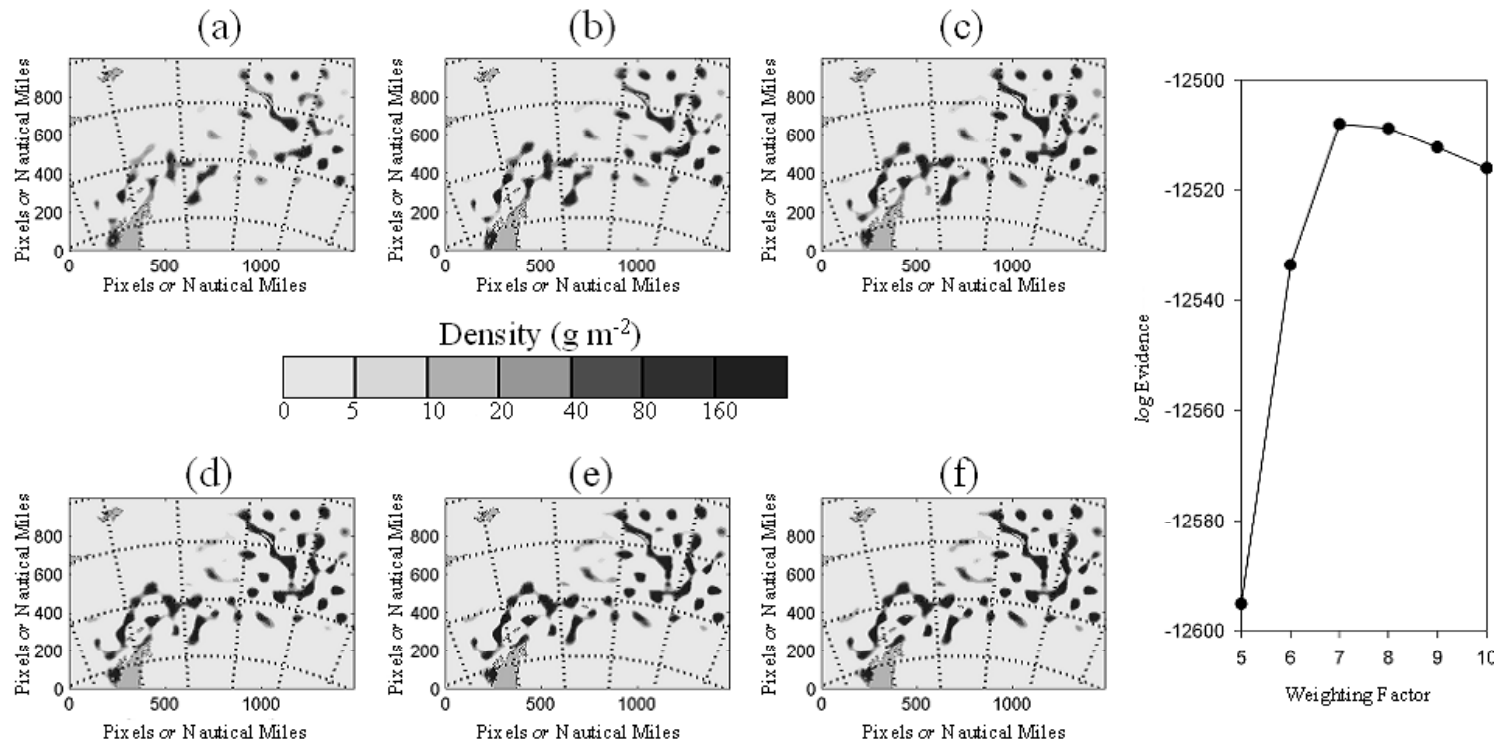 (a)
(b)
(c)
Pixels or Nautical Miles
800
600
400
200
0
0
500
1000
Pixels or Nautical Miles
Pixels or Nautical Miles
800
600
400
200
0
0
500
1000
Pixels or Nautical Miles
Pixels or Nautical Miles
800
600
400
200
0
0
500
1000
Pixels or Nautical Miles
Density (g m-2)
0 5 10 20 40 80 160
(d)
(e)
(f)
Pixels or Nautical Miles
800
600
400
200
0
0
500
1000
Pixels or Nautical Miles
Pixels or Nautical Miles
800
600
400
200
0
0
500
1000
Pixels or Nautical Miles
Pixels or Nautical Miles
800
600
400
200
0
0
500
1000
Pixels or Nautical Miles
log Evidence
-12500
-12520
-12540
-12560
-12580
-12600
5 6 7 8 9 10
Weighting Factor